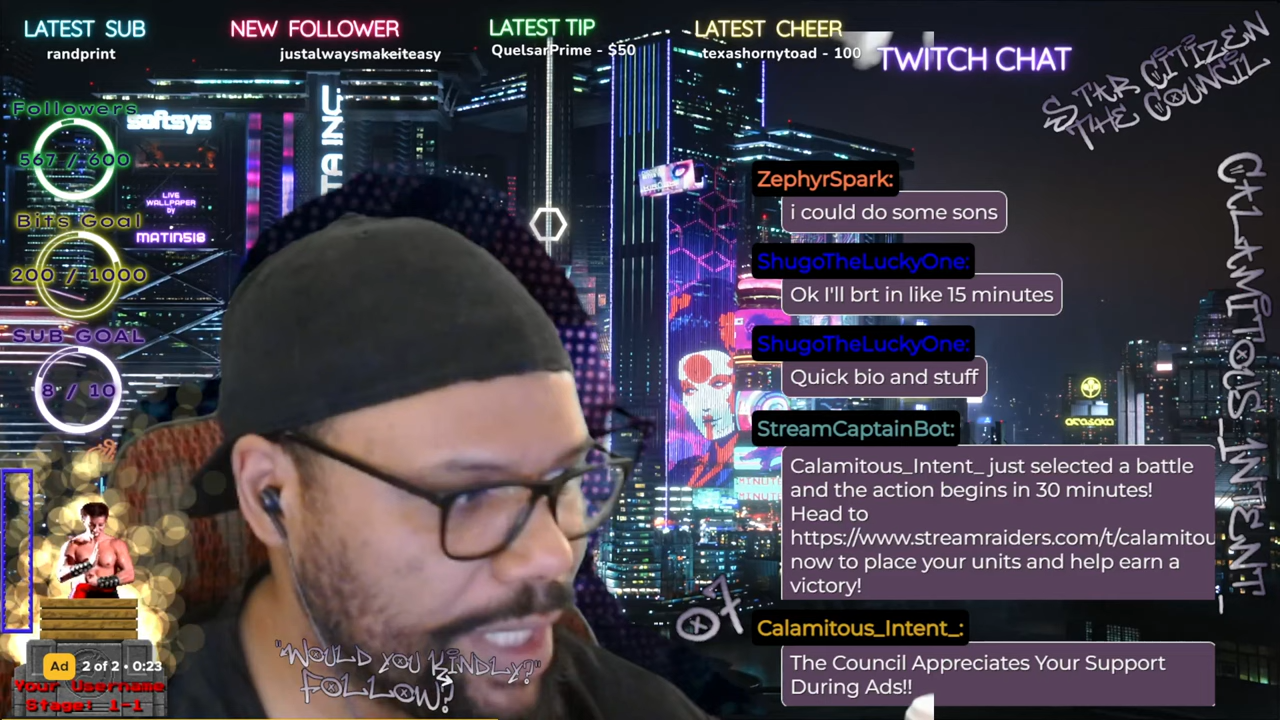 LATEST SUB
randprint
NEW FOLLOWER
justalwaysmakeiteasy
LATEST TIP
QuelsarPrime - $50
LATEST CHEER
texashornytoad - 100
TWITCH CHAT
STAR CITIZEN
THE COUNCIL
CALAMITOUS_INTENT_
Followers
567 / 600
Bits Goal
200 / 1000
SUB GOAL
8 / 10
softsys
LIVE
WALLPAPER
BY
MATIN518
TA INC
ZephyrSpark:
i could do some sons
ShugoTheLuckyOne:
Ok I'll brt in like 15 minutes
ShugoTheLuckyOne:
Quick bio and stuff
StreamCaptainBot:
Calamitous_Intent_ just selected a battle
and the action begins in 30 minutes!
Head to
https://www.streamraiders.com/t/calamitou
now to place your units and help earn a
victory!
Calamitous_Intent_:
The Council Appreciates Your Support
During Ads!!
ARASAKA
o7
"WOULD YOU KINDLY?"
FOLLOW?
Ad 2 of 2 • 0:23
Your Username
Stage: 1-1